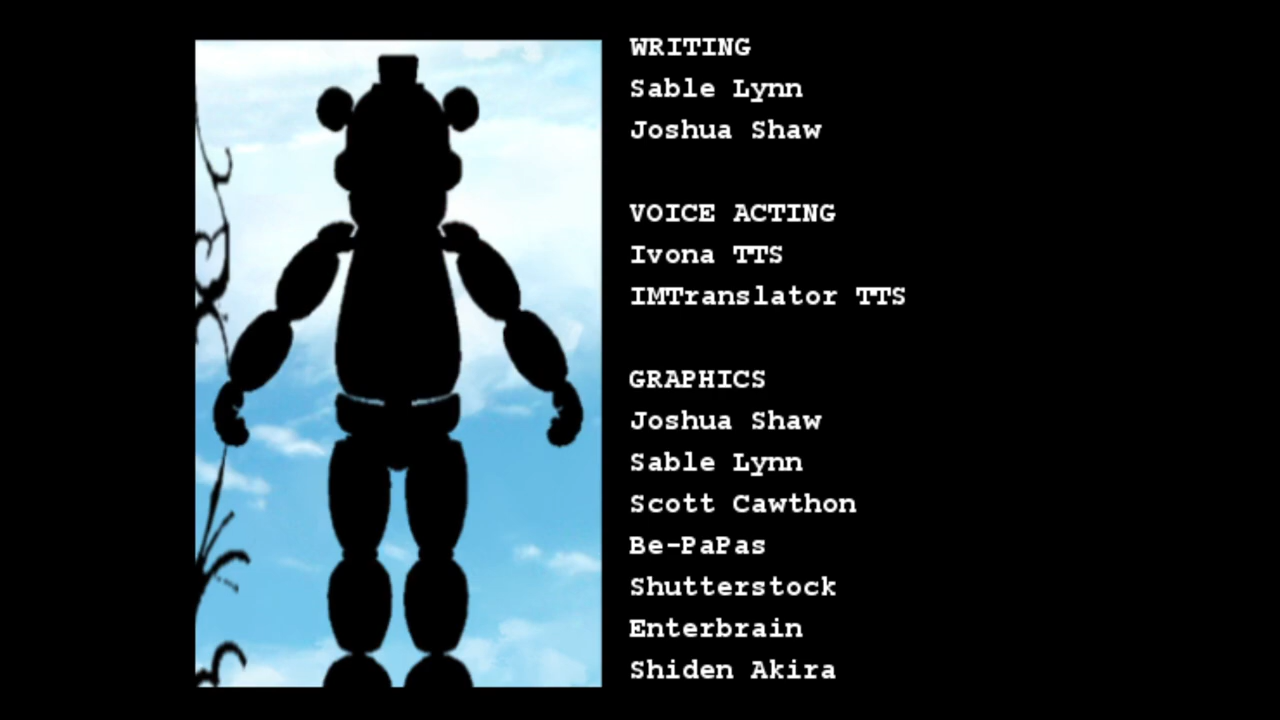 WRITING
Sable Lynn
Joshua Shaw
VOICE ACTING
Ivona TTS
IMTranslator TTS
GRAPHICS
Joshua Shaw
Sable Lynn
Scott Cawthon
Be-PaPas
Shutterstock
Enterbrain
Shiden Akira